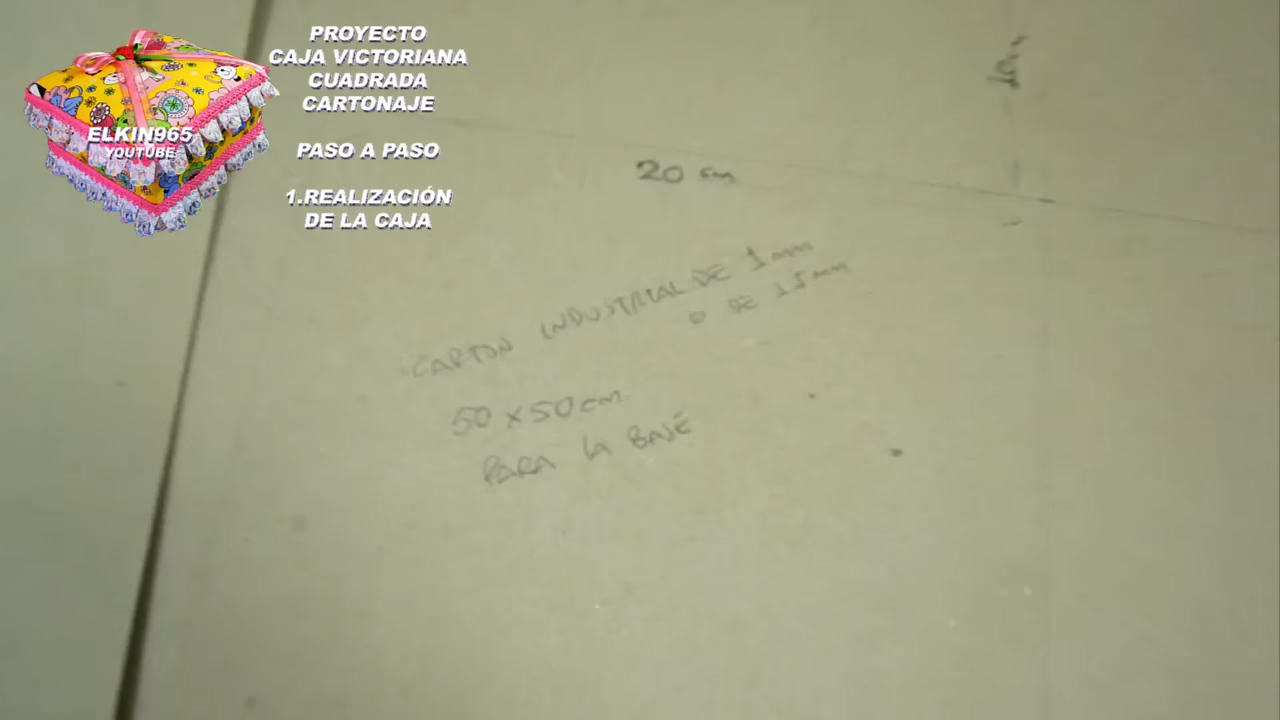 PROYECTO
CAJA VICTORIANA
CUADRADA
CARTONAJE
PASO A PASO
1.REALIZACIÓN
DE LA CAJA
ELKIN965
YOUTUBE
20 cm
CARTON INDUSTRIAL DE 1 mm
O DE 1.5 mm
50 x 50 cm
PARA LA BASE